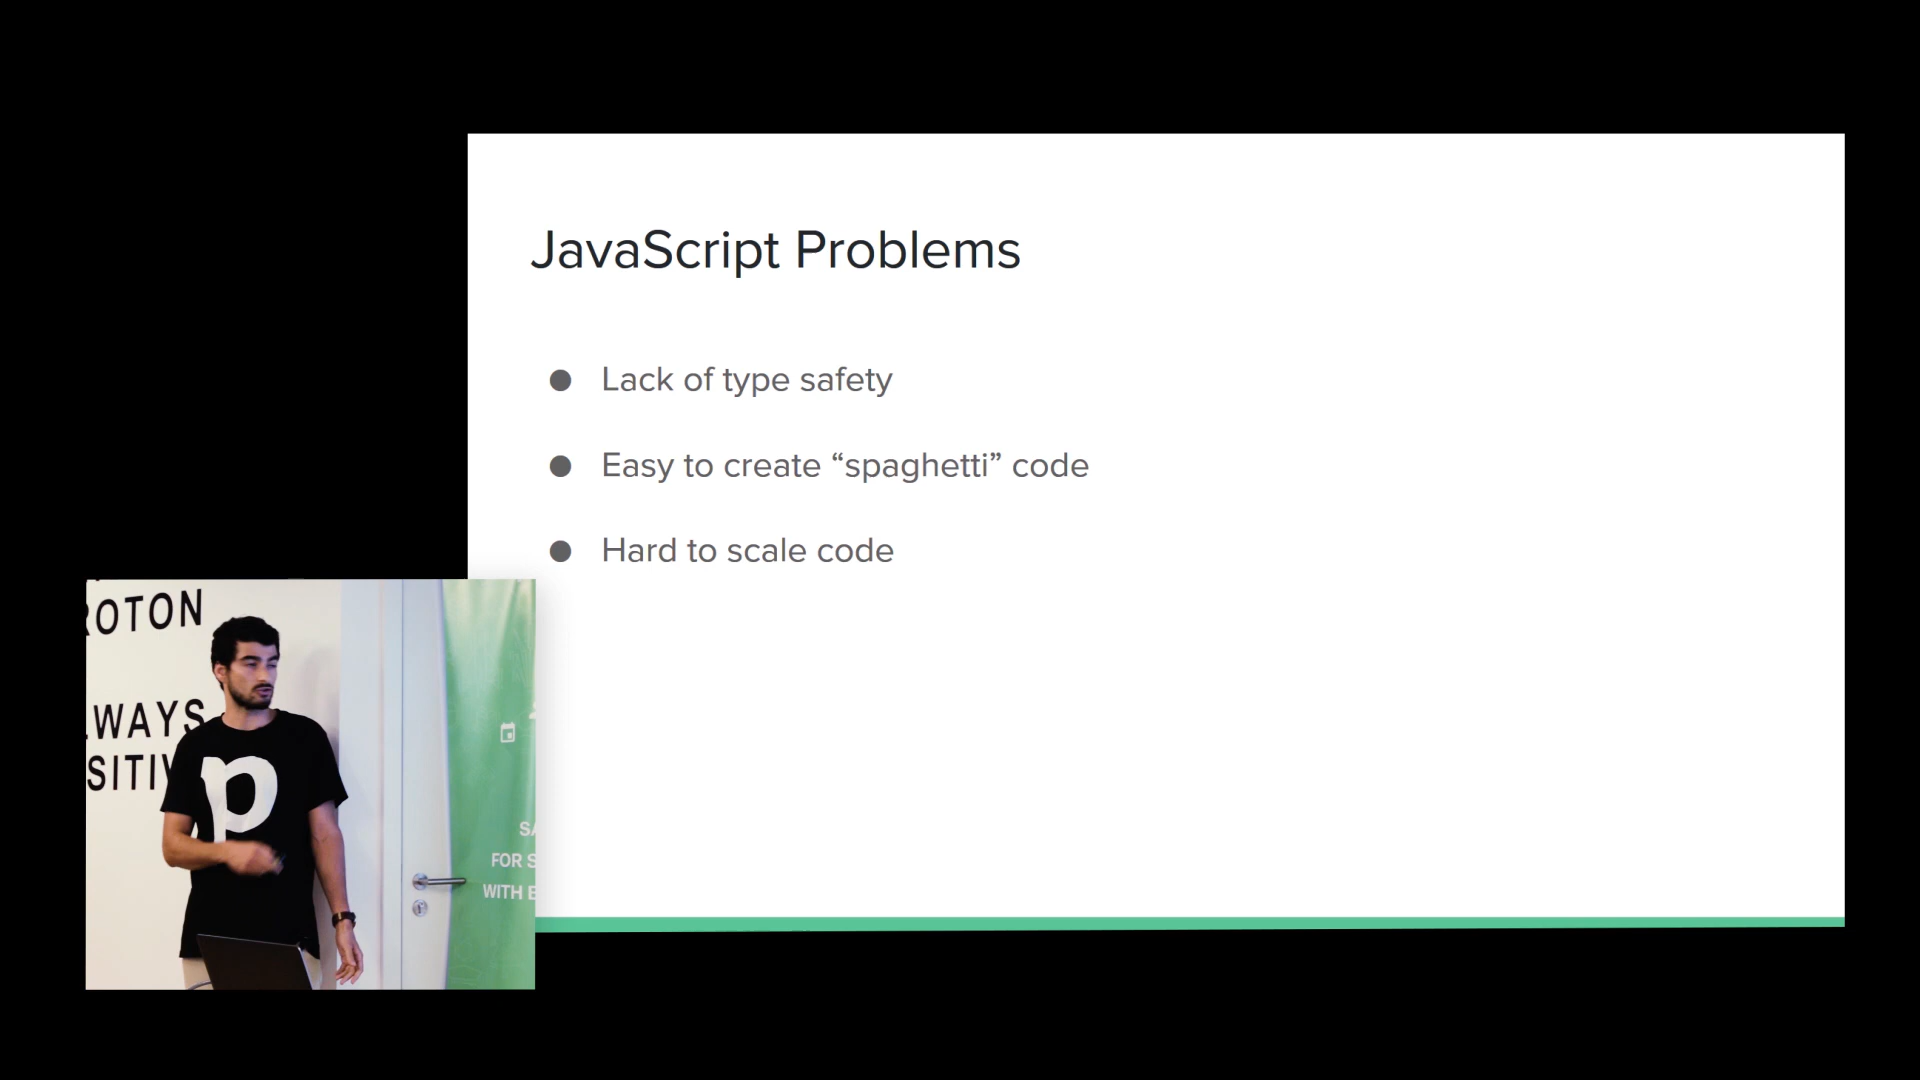 JavaScript Problems
● Lack of type safety
● Easy to create “spaghetti” code
● Hard to scale code
ROTON
WAYS
SITIV
p
SA
FOR S
WITH E